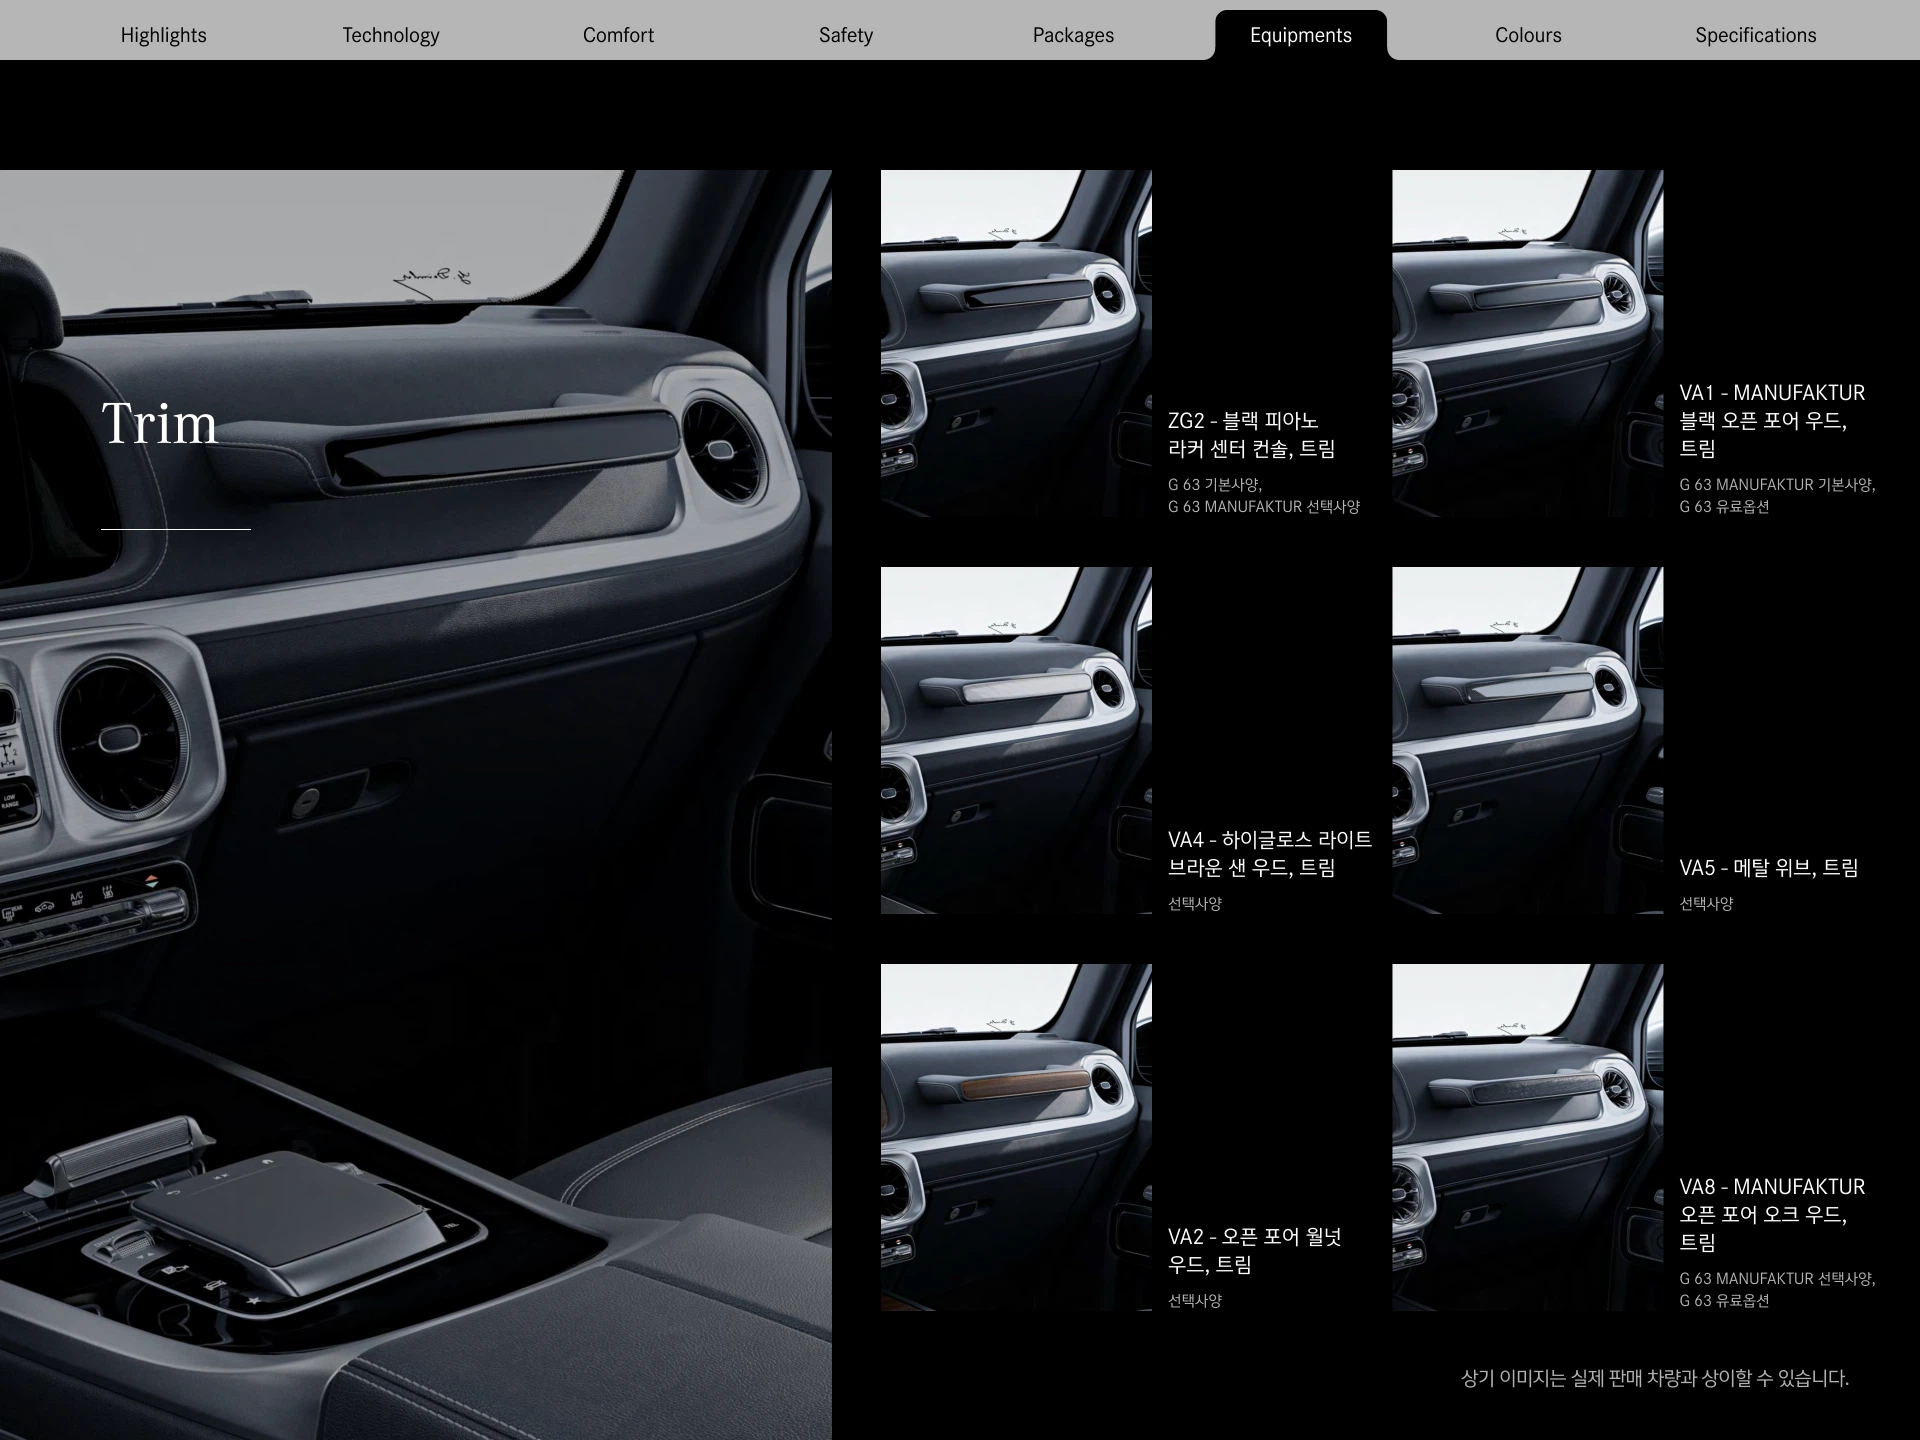 Highlights
Technology
Comfort
Safety
Packages
Equipments
Colours
Specifications
Trim
LOW
RANGE
A/C
ZG2 - 블랙 피아노
라커 센터 컨솔, 트림
G 63 기본사양,
G 63 MANUFAKTUR 선택사양
VA1 - MANUFAKTUR
블랙 오픈 포어 우드,
트림
G 63 MANUFAKTUR 기본사양,
G 63 유료옵션
VA4 - 하이글로스 라이트
브라운 샌 우드, 트림
선택사양
VA5 - 메탈 위브, 트림
선택사양
VA2 - 오픈 포어 월넛
우드, 트림
선택사양
VA8 - MANUFAKTUR
오픈 포어 오크 우드,
트림
G 63 MANUFAKTUR 선택사양,
G 63 유료옵션
상기 이미지는 실제 판매 차량과 상이할 수 있습니다.